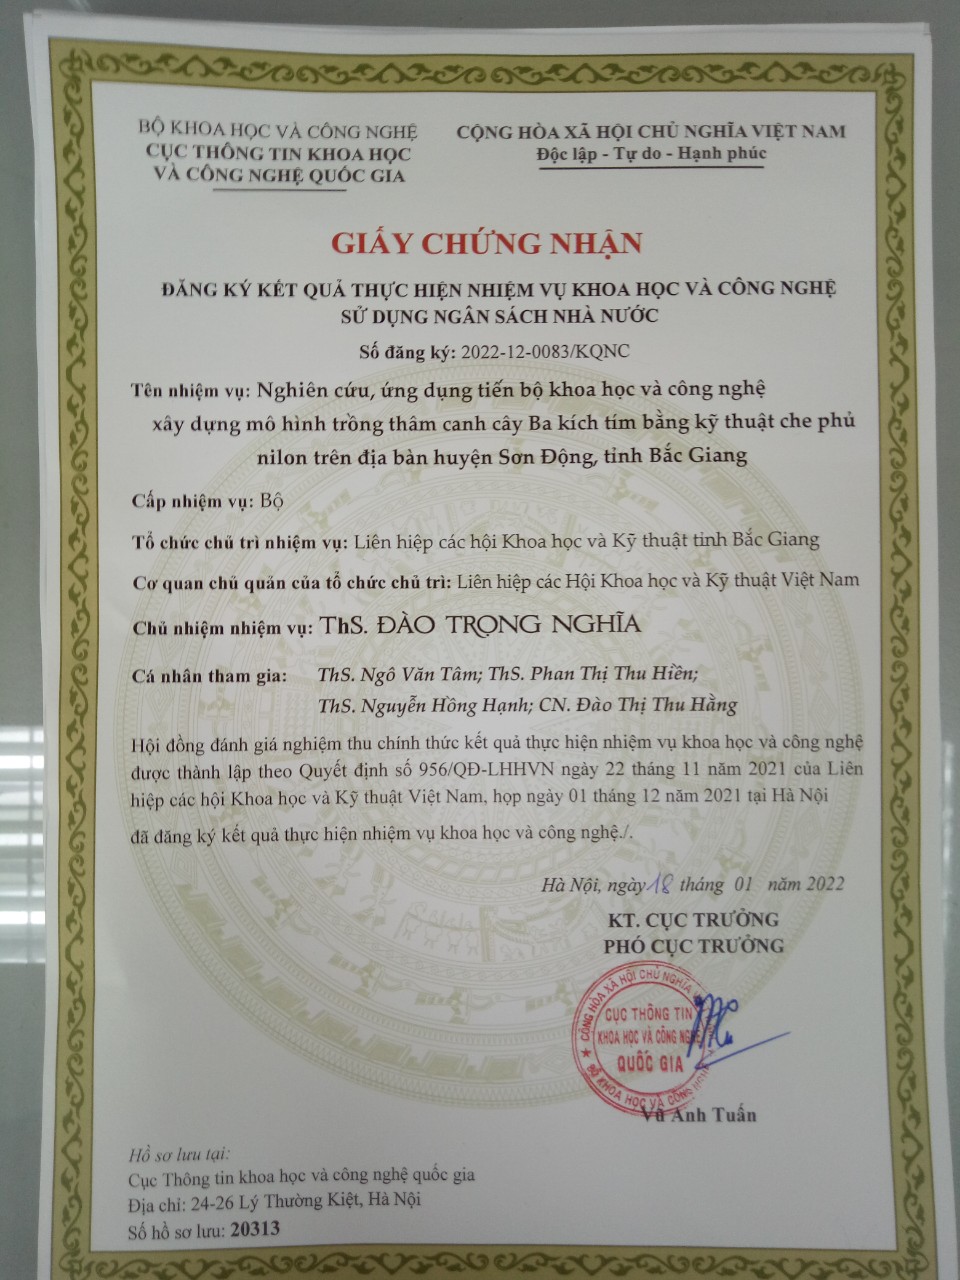 BỘ KHOA HỌC VÀ CÔNG NGHỆ
CỤC THÔNG TIN KHOA HỌC
VÀ CÔNG NGHỆ QUỐC GIA
CỘNG HÒA XÃ HỘI CHỦ NGHĨA VIỆT NAM
Độc lập - Tự do - Hạnh phúc
GIẤY CHỨNG NHẬN
ĐĂNG KÝ KẾT QUẢ THỰC HIỆN NHIỆM VỤ KHOA HỌC VÀ CÔNG NGHỆ
SỬ DỤNG NGÂN SÁCH NHÀ NƯỚC
Số đăng ký: 2022-12-0083/KQNC
Tên nhiệm vụ: Nghiên cứu, ứng dụng tiến bộ khoa học và công nghệ
xây dựng mô hình trồng thâm canh cây Ba kích tím bằng kỹ thuật che phủ
nilon trên địa bàn huyện Sơn Động, tỉnh Bắc Giang
Cấp nhiệm vụ: Bộ
Tổ chức chủ trì nhiệm vụ: Liên hiệp các hội Khoa học và Kỹ thuật tỉnh Bắc Giang
Cơ quan chủ quản của tổ chức chủ trì: Liên hiệp các Hội Khoa học và Kỹ thuật Việt Nam
Chủ nhiệm nhiệm vụ: ThS. ĐÀO TRỌNG NGHĨA
Cá nhân tham gia: ThS. Ngô Văn Tâm; ThS. Phan Thị Thu Hiền;
ThS. Nguyễn Hồng Hạnh; CN. Đào Thị Thu Hằng
Hội đồng đánh giá nghiệm thu chính thức kết quả thực hiện nhiệm vụ khoa học và công nghệ
được thành lập theo Quyết định số 956/QĐ-LHHVN ngày 22 tháng 11 năm 2021 của Liên
hiệp các hội Khoa học và Kỹ thuật Việt Nam, họp ngày 01 tháng 12 năm 2021 tại Hà Nội
đã đăng ký kết quả thực hiện nhiệm vụ khoa học và công nghệ./.
Hà Nội, ngày 18 tháng 01 năm 2022
KT. CỤC TRƯỞNG
PHÓ CỤC TRƯỞNG
CỘNG HÒA XÃ HỘI CHỦ NGHĨA
CỤC THÔNG TIN
KHOA HỌC VÀ CÔNG NGHỆ
QUỐC GIA
BỘ KHOA HỌC VÀ CÔNG
Vũ Anh Tuấn
Hồ sơ lưu tại:
Cục Thông tin khoa học và công nghệ quốc gia
Địa chỉ: 24-26 Lý Thường Kiệt, Hà Nội
Số hồ sơ lưu: 20313